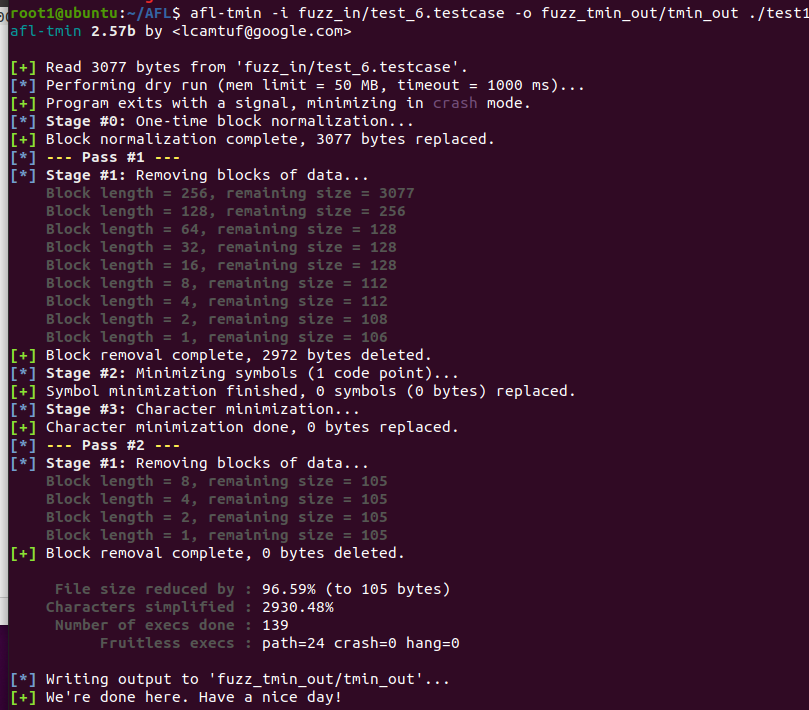 root1@ubuntu:~/AFL$ afl-tmin -i fuzz_in/test_6.testcase -o fuzz_tmin_out/tmin_out ./test1
afl-tmin 2.57b by <lcamtuf@google.com>
[+] Read 3077 bytes from 'fuzz_in/test_6.testcase'.
[*] Performing dry run (mem limit = 50 MB, timeout = 1000 ms)...
[+] Program exits with a signal, minimizing in crash mode.
[*] Stage #0: One-time block normalization...
[+] Block normalization complete, 3077 bytes replaced.
[*] --- Pass #1 ---
[*] Stage #1: Removing blocks of data...
Block length = 256, remaining size = 3077
Block length = 128, remaining size = 256
Block length = 64, remaining size = 128
Block length = 32, remaining size = 128
Block length = 16, remaining size = 128
Block length = 8, remaining size = 112
Block length = 4, remaining size = 112
Block length = 2, remaining size = 108
Block length = 1, remaining size = 106
[+] Block removal complete, 2972 bytes deleted.
[*] Stage #2: Minimizing symbols (1 code point)...
[+] Symbol minimization finished, 0 symbols (0 bytes) replaced.
[*] Stage #3: Character minimization...
[+] Character minimization done, 0 bytes replaced.
[*] --- Pass #2 ---
[*] Stage #1: Removing blocks of data...
Block length = 8, remaining size = 105
Block length = 4, remaining size = 105
Block length = 2, remaining size = 105
Block length = 1, remaining size = 105
[+] Block removal complete, 0 bytes deleted.
File size reduced by : 96.59% (to 105 bytes)
Characters simplified : 2930.48%
Number of execs done : 139
Fruitless execs : path=24 crash=0 hang=0
[*] Writing output to 'fuzz_tmin_out/tmin_out'...
[+] We're done here. Have a nice day!